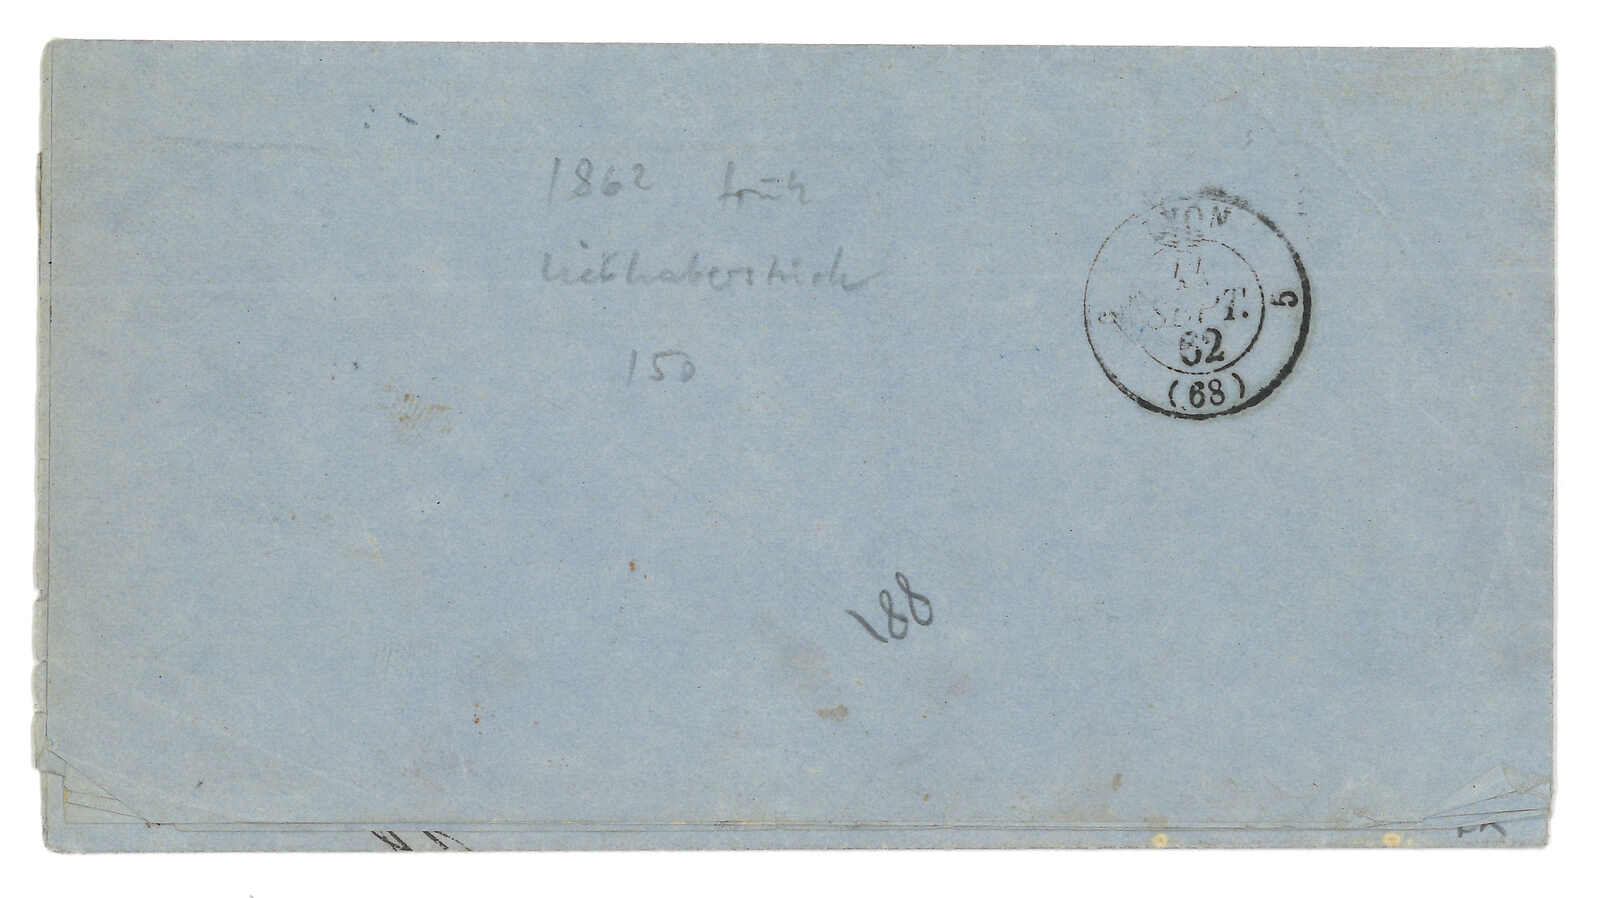 1862 früh
Liebhaberstück
150
YON
SEPT.
62
5
(68)
188